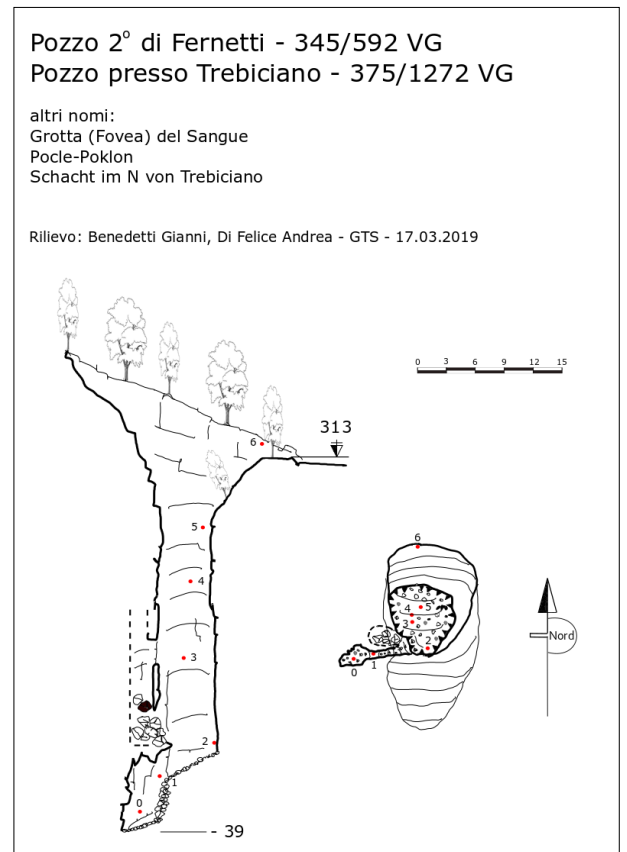 Pozzo 2° di Fernetti - 345/592 VG
Pozzo presso Trebiciano - 375/1272 VG
altri nomi:
Grotta (Fovea) del Sangue
Pocle-Poklon
Schacht im N von Trebiciano
Rilievo: Benedetti Gianni, Di Felice Andrea - GTS - 17.03.2019
0 3 6 9 12 15
313
6
5
4
3
2
1
0
- 39
6
5
4
3
2
1
0
Nord